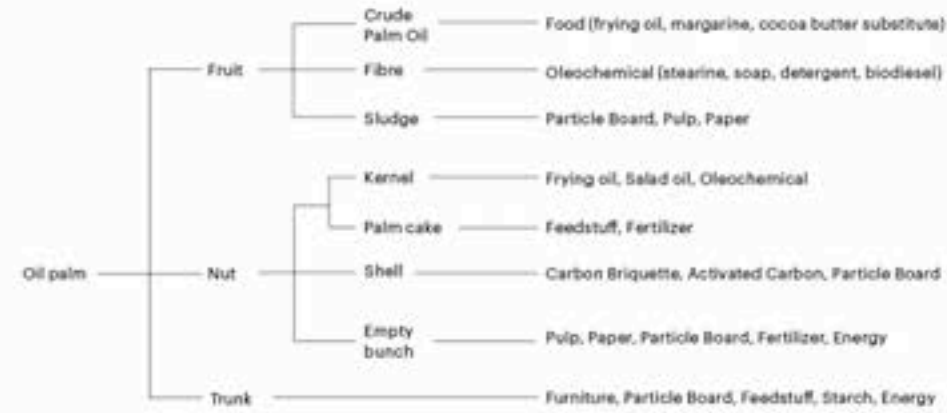 Crude
Palm Oil
Food (frying oil, margarine, cocoa butter substitute)
Fruit
Fibre
Oleochemical (stearine, soap, detergent, biodiesel)
Sludge
Particle Board, Pulp, Paper
Kernel
Frying oil, Salad oil, Oleochemical
Palm cake
Feedstuff, Fertilizer
Oil palm
Nut
Shell
Carbon Briquette, Activated Carbon, Particle Board
Empty
bunch
Pulp, Paper, Particle Board, Fertilizer, Energy
Trunk
Furniture, Particle Board, Feedstuff, Starch, Energy